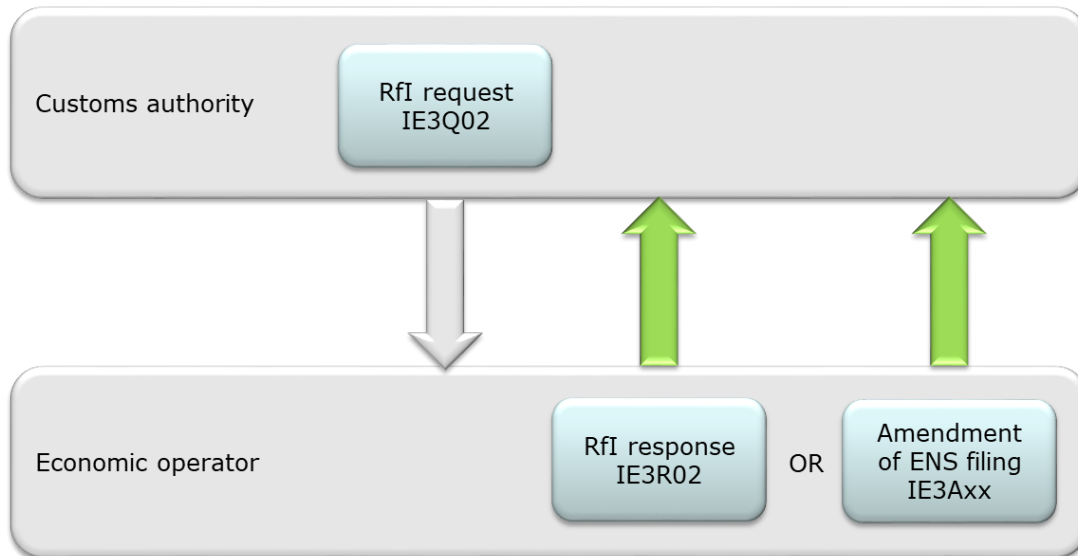 Customs authority
RfI request
IE3Q02
Economic operator
RfI response
IE3R02
OR
Amendment
of ENS filing
IE3Axx